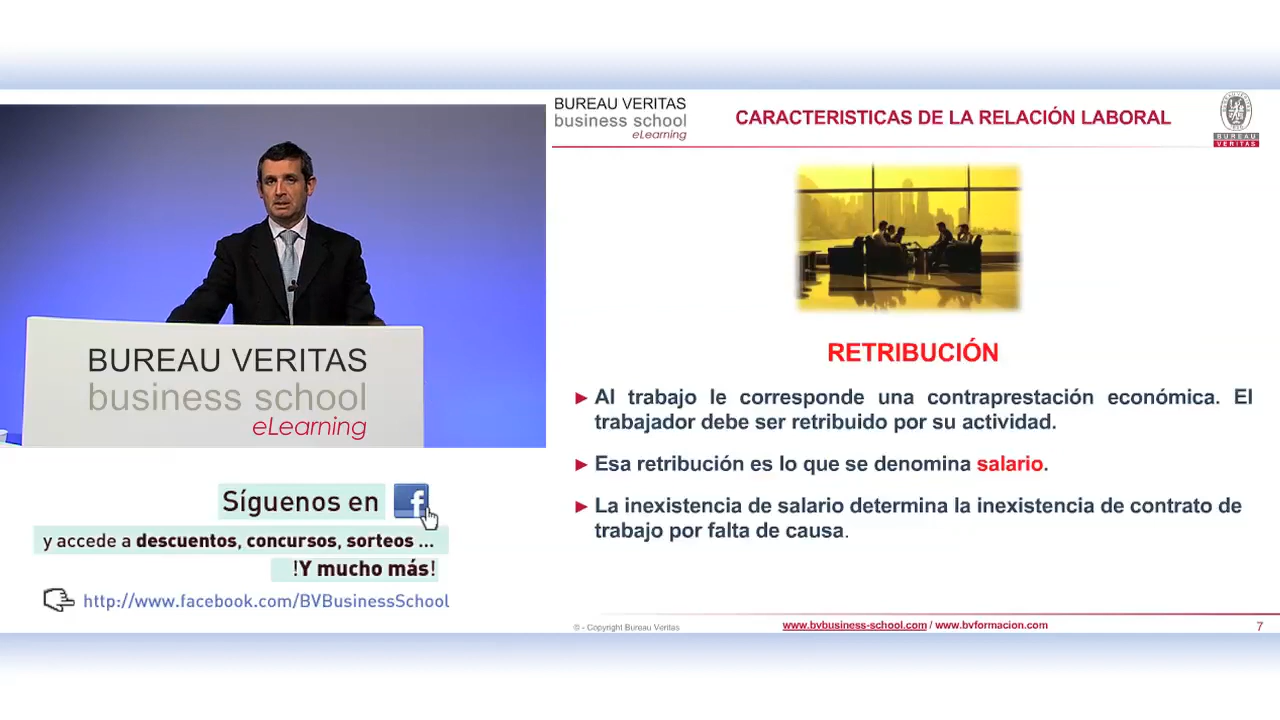 BUREAU VERITAS
business school
eLearning
Síguenos en f
y accede a descuentos, concursos, sorteos ...
!Y mucho más!
http://www.facebook.com/BVBusinessSchool
BUREAU VERITAS
business school
eLearning
CARACTERISTICAS DE LA RELACIÓN LABORAL
BUREAU
VERITAS
RETRIBUCIÓN
► Al trabajo le corresponde una contraprestación económica. El
trabajador debe ser retribuido por su actividad.
► Esa retribución es lo que se denomina salario.
► La inexistencia de salario determina la inexistencia de contrato de
trabajo por falta de causa.
© - Copyright Bureau Veritas
www.bvbusiness-school.com / www.bvformacion.com
7